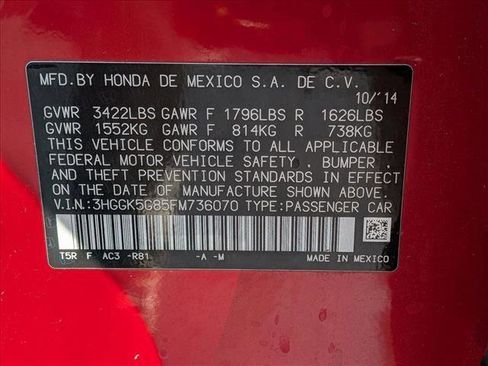 MFD.BY HONDA DE MEXICO S.A. DE C.V.
10/'14
GVWR 3422LBS GAWR F 1796LBS R 1626LBS
GVWR 1552KG GAWR F 814KG R 738KG
THIS VEHICLE CONFORMS TO ALL APPLICABLE
FEDERAL MOTOR VEHICLE SAFETY , BUMPER ,
AND THEFT PREVENTION STANDARDS IN EFFECT
ON THE DATE OF MANUFACTURE SHOWN ABOVE.
V.I.N:3HGGK5G85FM736070 TYPE:PASSENGER CAR
T5R F AC3 -R81 -A -M MADE IN MEXICO